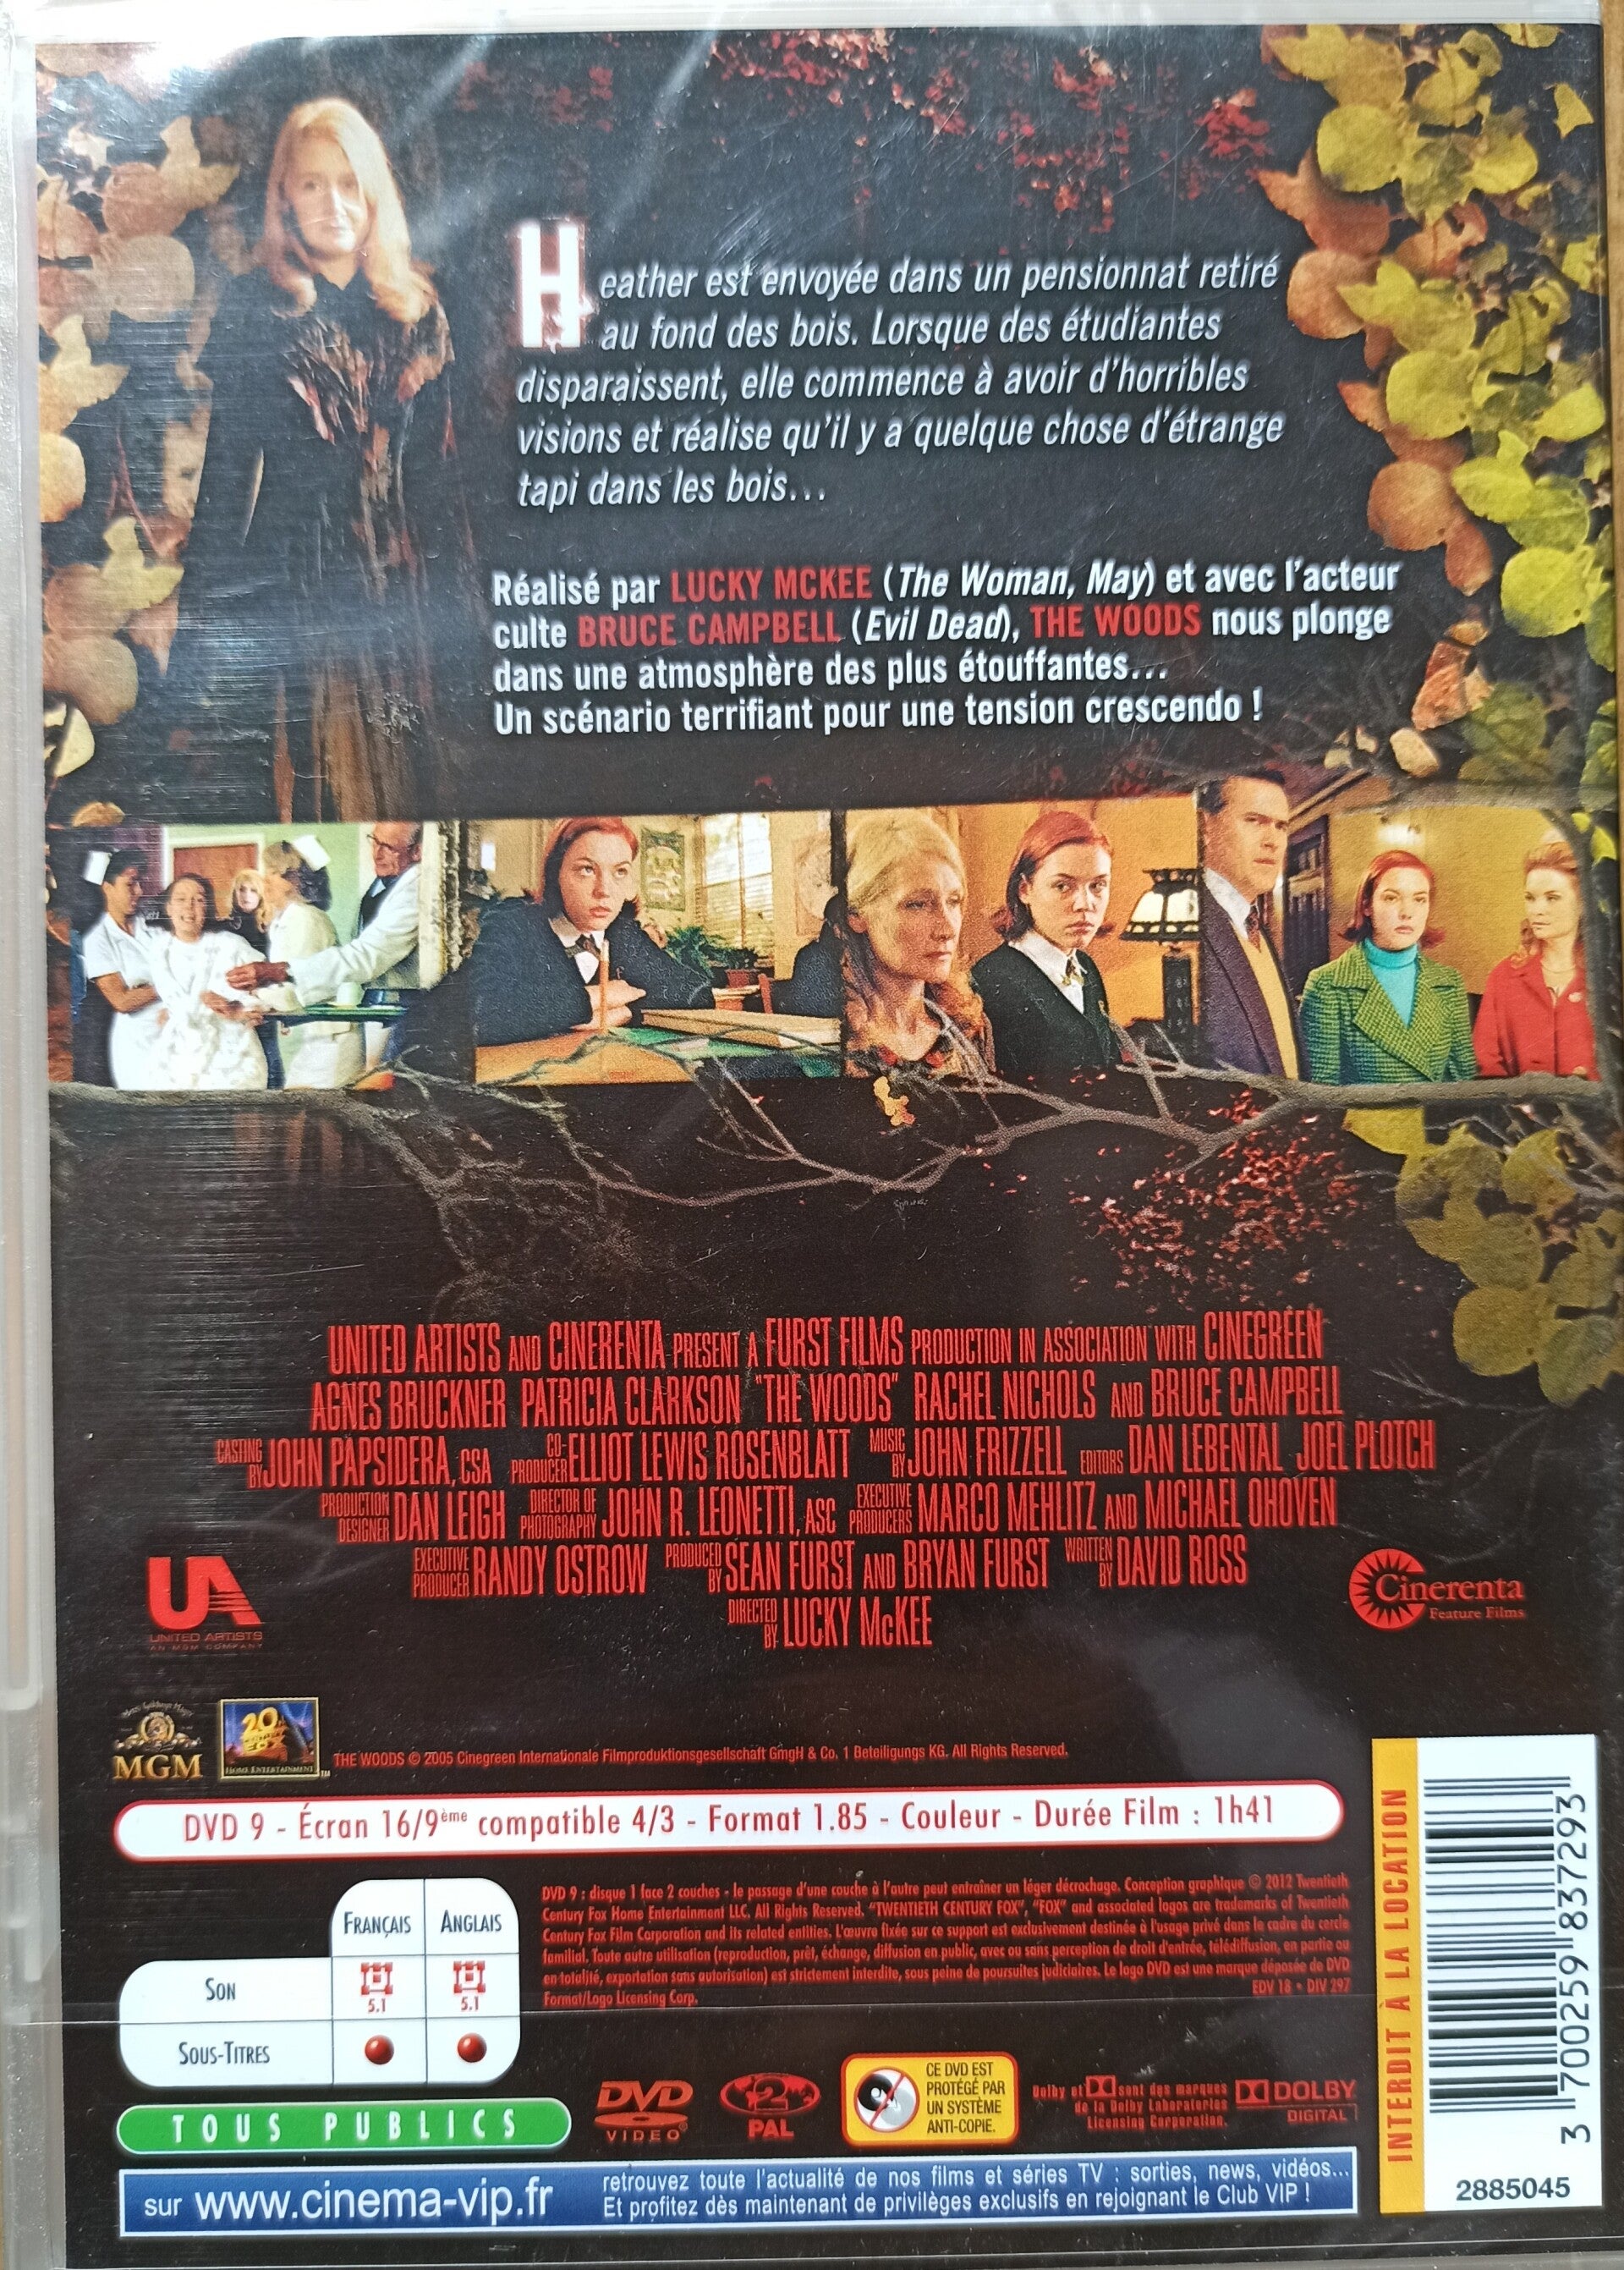 Heather est envoyée dans un pensionnat retiré
au fond des bois. Lorsque des étudiantes
disparaissent, elle commence à avoir d'horribles
visions et réalise qu'il y a quelque chose d'étrange
tapi dans les bois...
Réalisé par LUCKY MCKEE (The Woman, May) et avec l'acteur
culte BRUCE CAMPBELL (Evil Dead), THE WOODS nous plonge
dans une atmosphère des plus étouffantes...
Un scénario terrifiant pour une tension crescendo !
UNITED ARTISTS AND CINERENTA PRESENT A FURST FILMS PRODUCTION IN ASSOCIATION WITH CINEGREEN
AGNES BRUCKNER PATRICIA CLARKSON "THE WOODS" RACHEL NICHOLS AND BRUCE CAMPBELL
CASTING BY JOHN PAPSIDERA, CSA CO-PRODUCER ELLIOT LEWIS ROSENBLATT MUSIC BY JOHN FRIZZELL EDITORS DAN LEBENTAL JOEL PLOTCH
PRODUCTION DESIGNER DAN LEIGH DIRECTOR OF PHOTOGRAPHY JOHN R. LEONETTI, ASC EXECUTIVE PRODUCERS MARCO MEHLITZ AND MICHAEL OHOVEN
EXECUTIVE PRODUCER RANDY OSTROW PRODUCED BY SEAN FURST AND BRYAN FURST WRITTEN BY DAVID ROSS
DIRECTED BY LUCKY McKEE
UA
UNITED ARTISTS
AN MGM COMPANY
Cinerenta
Feature Films
MGM
20th CENTURY FOX
HOME ENTERTAINMENT
TM
THE WOODS © 2005 Cinegreen Internationale Filmproduktionsgesellschaft GmgH & Co. 1 Beteiligungs KG. All Rights Reserved.
DVD 9 - Écran 16/9ème compatible 4/3 - Format 1.85 - Couleur - Durée Film : 1h41
DVD 9 : disque 1 face 2 couches - le passage d'une couche à l'autre peut entraîner un léger décrochage. Conception graphique © 2012 Twentieth
Century Fox Home Entertainment LLC. All Rights Reserved. "TWENTIETH CENTURY FOX", "FOX" and associated logos are trademarks of Twentieth
Century Fox Film Corporation and its related entities. L'œuvre fixée sur ce support est exclusivement destinée à l'usage privé dans le cadre du cercle
familial. Toute autre utilisation (reproduction, prêt, échange, diffusion en public, avec ou sans perception de droit d'entrée, télédiffusion, en partie ou
en totalité, exportation sans autorisation) est strictement interdite, sous peine de poursuites judiciaires. Le logo DVD est une marque déposée de DVD
Format/Logo Licensing Corp.
EDV 18 • DIV 297
FRANÇAIS ANGLAIS
SON 5.1 5.1
SOUS-TITRES
TOUS PUBLICS
DVD
VIDEO
2
PAL
CE DVD EST
PROTÉGÉ PAR
UN SYSTÈME
ANTI-COPIE.
Dolby et sont des marques
de la Dolby Laboratories
Licensing Corporation.
DOLBY
DIGITAL
sur www.cinema-vip.fr
retrouvez toute l'actualité de nos films et séries TV : sorties, news, vidéos...
Et profitez dès maintenant de privilèges exclusifs en rejoignant le Club VIP !
INTERDIT À LA LOCATION
3 700259 837293
2885045